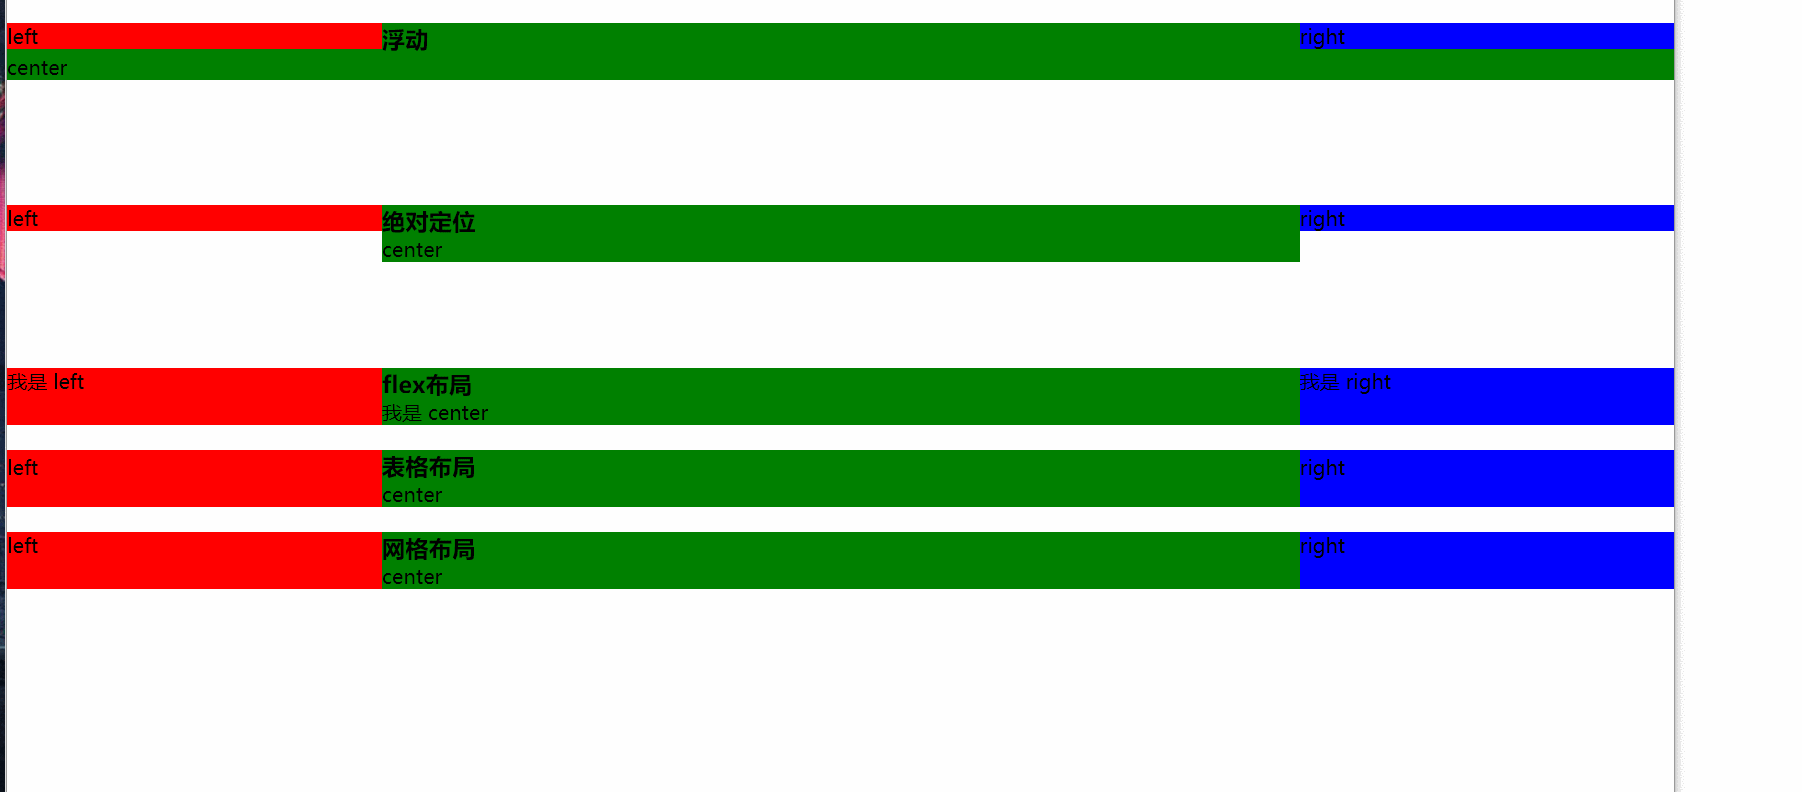 left 浮动 right
center
left 绝对定位 right
center
我是 left flex布局 我是 right
我是 center
left 表格布局 right
center
left 网格布局 right
center